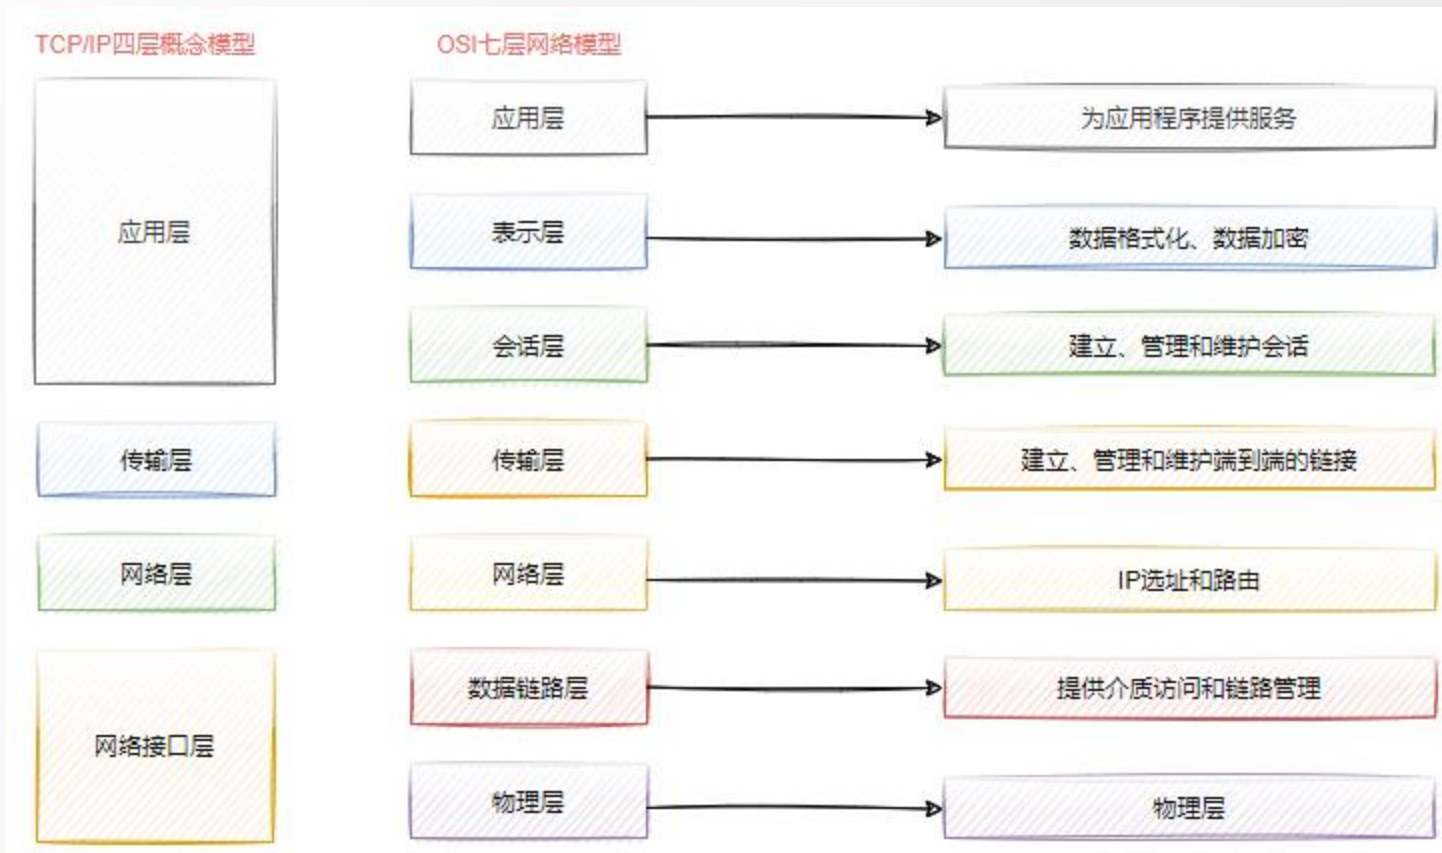 TCP/IP四层概念模型
OSI七层网络模型
应用层
应用层
为应用程序提供服务
表示层
数据格式化、数据加密
会话层
建立、管理和维护会话
传输层
传输层
建立、管理和维护端到端的链接
网络层
网络层
IP选址和路由
网络接口层
数据链路层
提供介质访问和链路管理
物理层
物理层